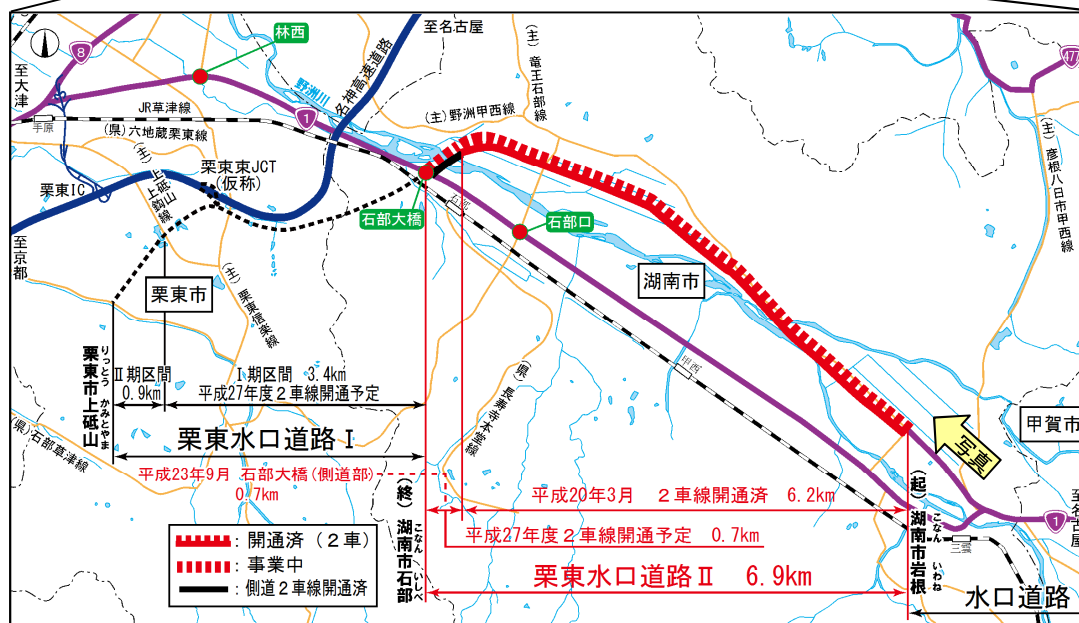 至名古屋
林西
8
至大津
JR草津線
手原
(県)六地蔵栗東線
野洲川
名神高速道路
1
(主)野洲甲西線
(主)竜王石部線
477
(主)彦根八日市甲西線
栗東IC
(主)上砥山上鈎線
栗東東JCT
(仮称)
石部大橋
石部
石部口
至京都
栗東市
(主)栗東信楽線
湖南市
甲西
(県)長寿寺本堂線
写真
甲賀市
至名古屋
1
三雲
りっとう かみとやま
栗東市上砥山
Ⅱ期区間
0.9km
Ⅰ期区間 3.4km
平成27年度2車線開通予定
栗東水口道路Ⅰ
(県)石部草津線
平成23年9月 石部大橋(側道部)
0.7km
平成20年3月 2車線開通済 6.2km
平成27年度2車線開通予定 0.7km
栗東水口道路Ⅱ 6.9km
(終)湖南市石部
こなん いしべ
(起)湖南市岩根
こなん いわね
水口道路
:開通済(2車)
:事業中
:側道2車線開通済